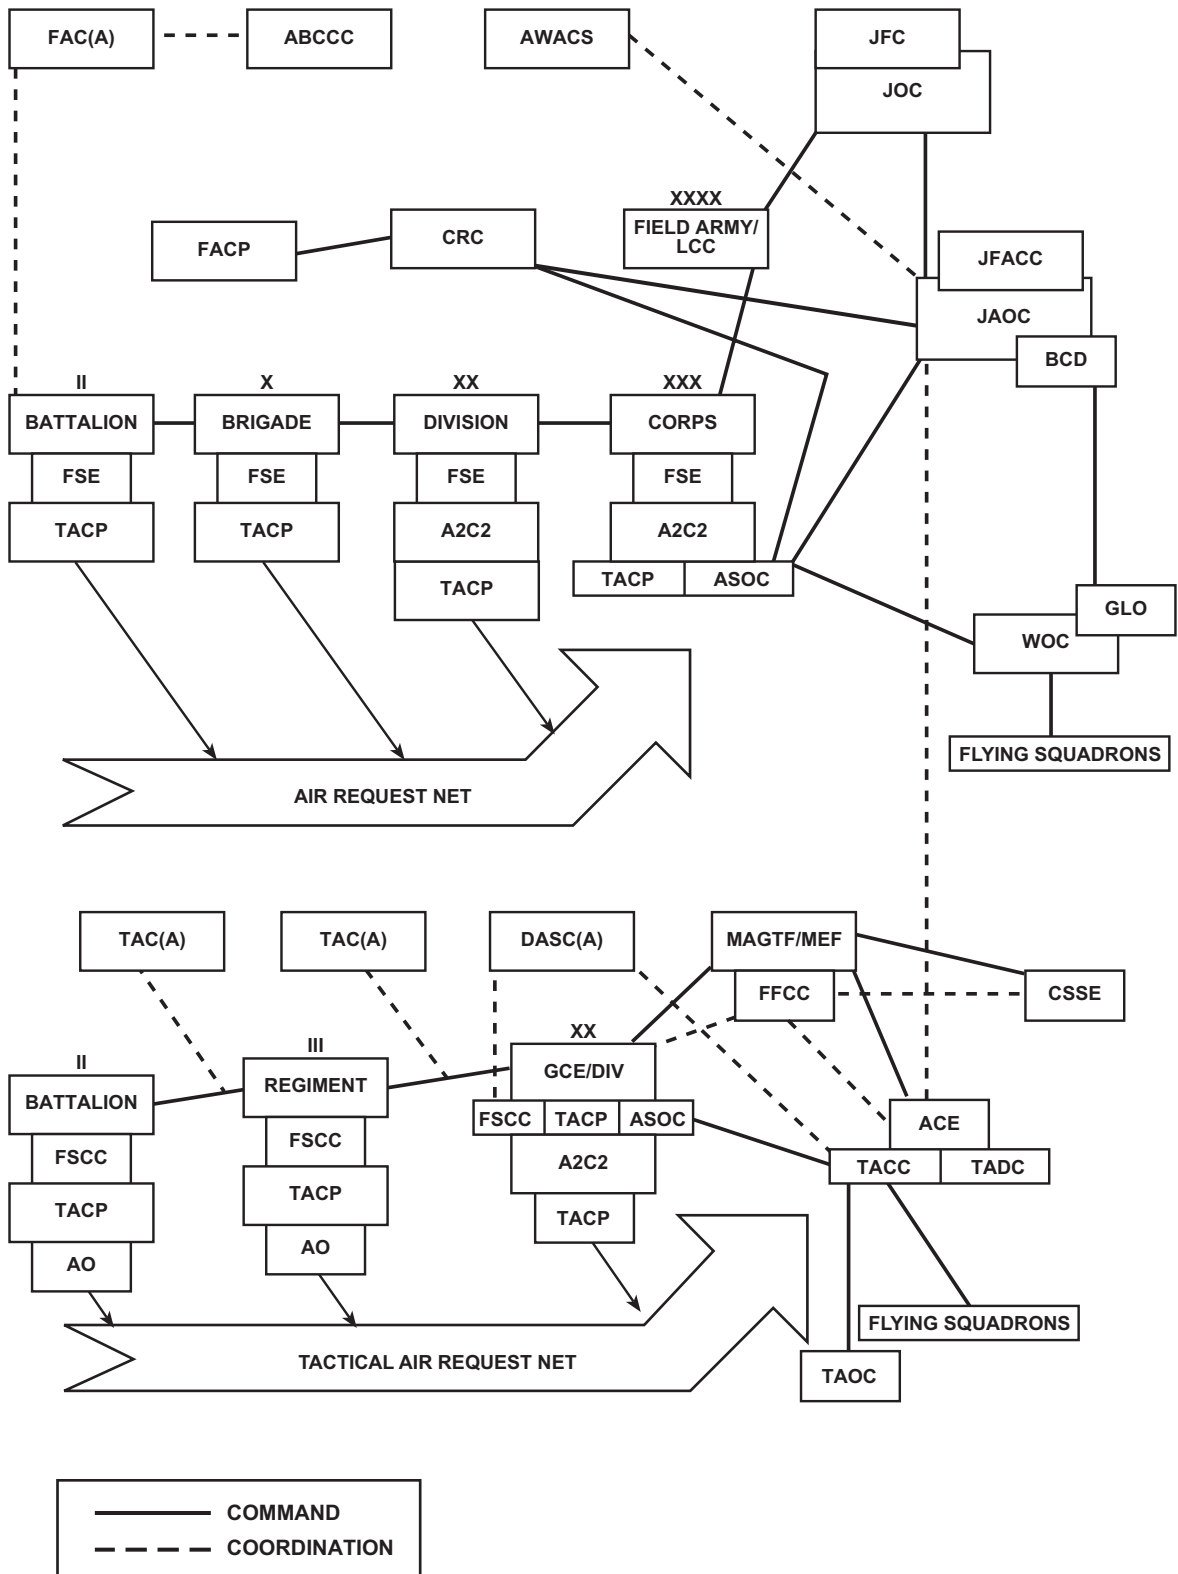 FAC(A)
ABCCC
AWACS
JFC
JOC
XXXX
FIELD ARMY/
LCC
CRC
FACP
JFACC
JAOC
BCD
II
X
XX
XXX
BATTALION
BRIGADE
DIVISION
CORPS
FSE
FSE
FSE
FSE
TACP
TACP
A2C2
A2C2
TACP
TACP
ASOC
GLO
WOC
FLYING SQUADRONS
AIR REQUEST NET
TAC(A)
TAC(A)
DASC(A)
MAGTF/MEF
FFCC
CSSE
XX
III
II
GCE/DIV
REGIMENT
BATTALION
FSCC
TACP
ASOC
ACE
FSCC
FSCC
A2C2
TACC
TADC
TACP
TACP
TACP
AO
AO
FLYING SQUADRONS
TACTICAL AIR REQUEST NET
TAOC
COMMAND
COORDINATION